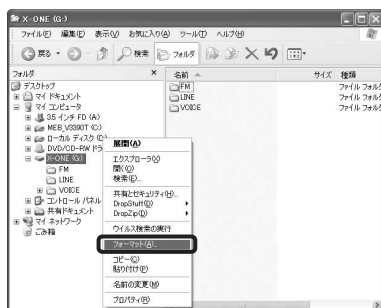 X-ONE (G:)
ファイル(F) 編集(E) 表示(V) お気に入り(A) ツール(T) ヘルプ(H)
戻る 検索 フォルダ
フォルダ × 名前 サイズ 種類
デスクトップ
マイ ドキュメント
マイ コンピュータ
3.5 インチ FD (A:)
MEB_V3390T (C:)
ローカル ディスク (D:)
DVD/CD-RW ドラ
X-ONE (G:)
FM
LINE
VOICE
コントロール パネル
共有ドキュメント
マイ ネットワーク
ごみ箱
FM ファイル フォルダ
LINE ファイル フォルダ
VOICE ファイル フォルダ
展開(A)
エクスプローラ(X)
開く(O)
検索(E)...
共有とセキュリティ(H)...
DropStuff(D)
DropZip(D)
ウイルス検索の実行
フォーマット(A)...
コピー(C)
貼り付け(P)
名前の変更(M)
プロパティ(R)